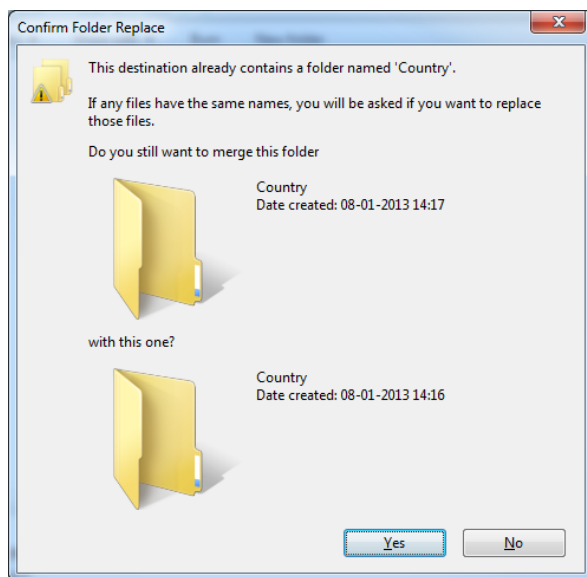 Confirm Folder Replace
This destination already contains a folder named 'Country'.
If any files have the same names, you will be asked if you want to replace
those files.
Do you still want to merge this folder
Country
Date created: 08-01-2013 14:17
with this one?
Country
Date created: 08-01-2013 14:16
Yes
No